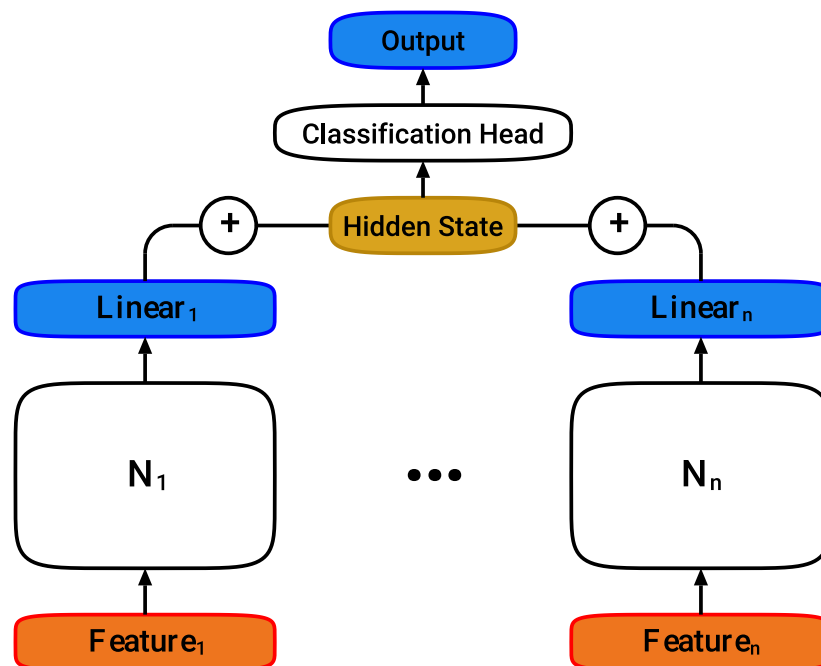 Output
Classification Head
+ Hidden State +
Linear₁ Linearₙ
N₁ ••• Nₙ
Feature₁ Featureₙ